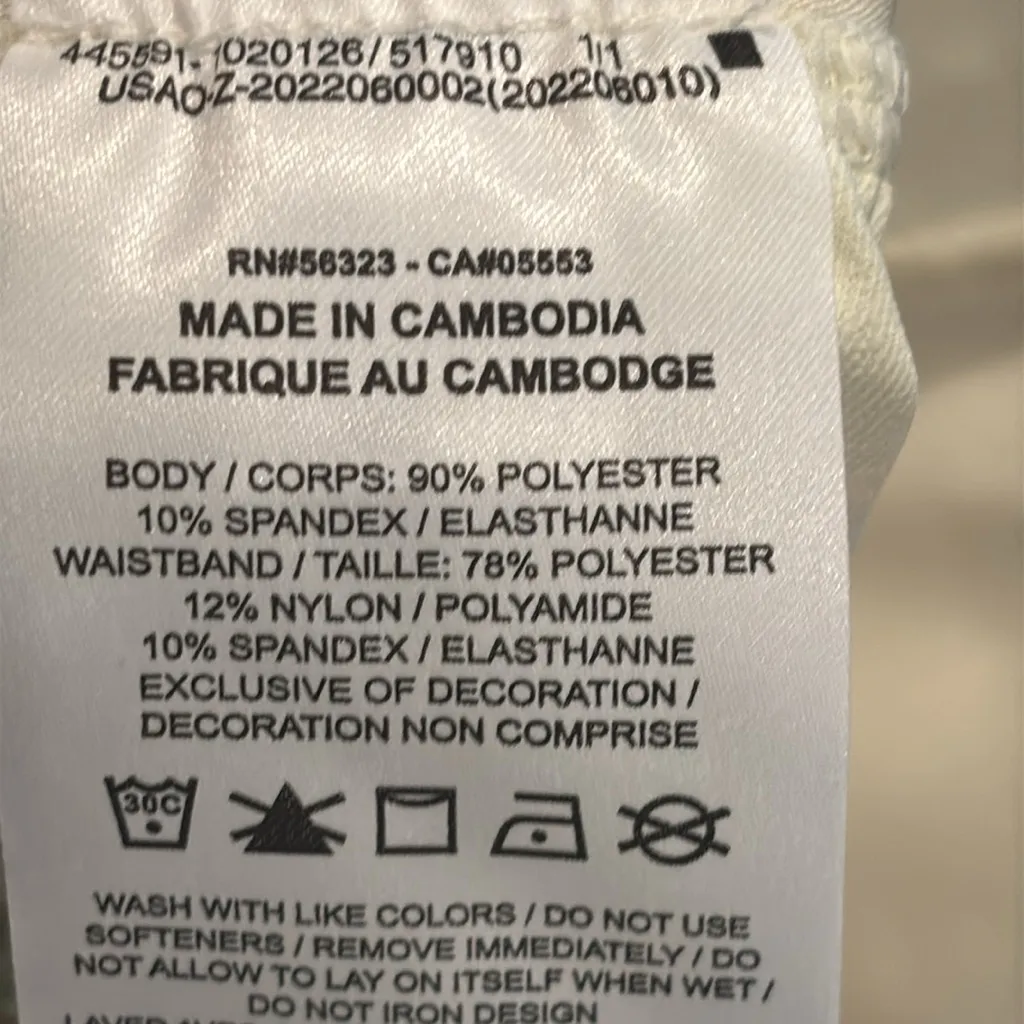 445591. 1020126/517910 1/1
USAOZ-2022060002(202206010)
RN#56323 - CA#05553
MADE IN CAMBODIA
FABRIQUE AU CAMBODGE
BODY / CORPS: 90% POLYESTER
10% SPANDEX / ELASTHANNE
WAISTBAND / TAILLE: 78% POLYESTER
12% NYLON / POLYAMIDE
10% SPANDEX / ELASTHANNE
EXCLUSIVE OF DECORATION /
DECORATION NON COMPRISE
30C
WASH WITH LIKE COLORS / DO NOT USE
SOFTENERS / REMOVE IMMEDIATELY / DO
NOT ALLOW TO LAY ON ITSELF WHEN WET /
DO NOT IRON DESIGN